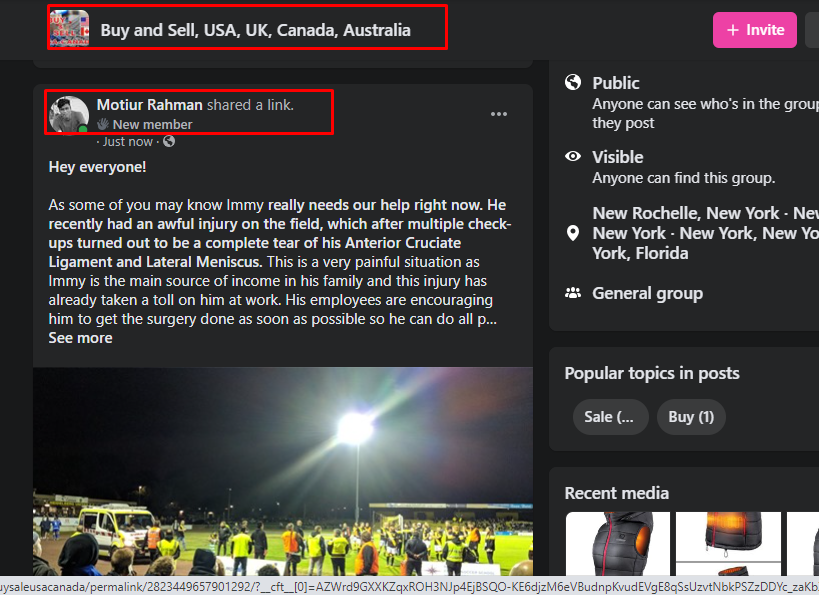 Buy and Sell, USA, UK, Canada, Australia
+ Invite
Motiur Rahman shared a link.
New member
· Just now ·
Hey everyone!
As some of you may know Immy really needs our help right now. He
recently had an awful injury on the field, which after multiple check-
ups turned out to be a complete tear of his Anterior Cruciate
Ligament and Lateral Meniscus. This is a very painful situation as
Immy is the main source of income in his family and this injury has
already taken a toll on him at work. His employees are encouraging
him to get the surgery done as soon as possible so he can do all p...
See more
Public
Anyone can see who's in the group
they post
Visible
Anyone can find this group.
New Rochelle, New York · New
New York · New York, New Yo
York, Florida
General group
Popular topics in posts
Sale (...
Buy (1)
Recent media